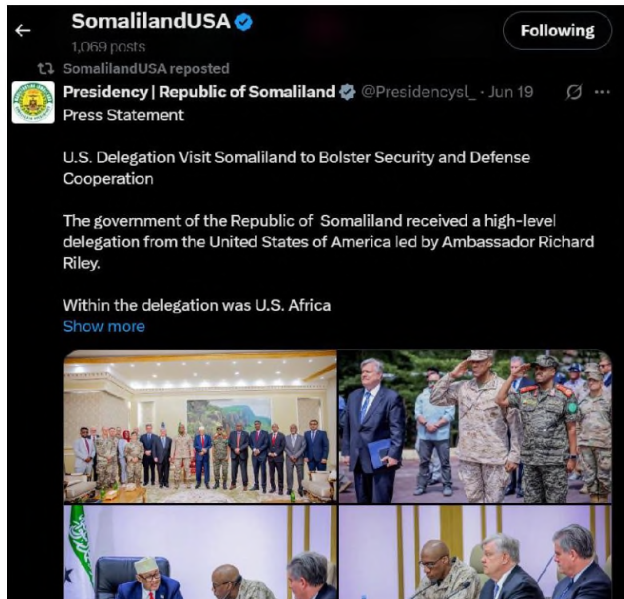 SomalilandUSA
1,069 posts
Following
SomalilandUSA reposted
Presidency | Republic of Somaliland @Presidencysl_ · Jun 19
Press Statement
U.S. Delegation Visit Somaliland to Bolster Security and Defense
Cooperation
The government of the Republic of Somaliland received a high-level
delegation from the United States of America led by Ambassador Richard
Riley.
Within the delegation was U.S. Africa
Show more